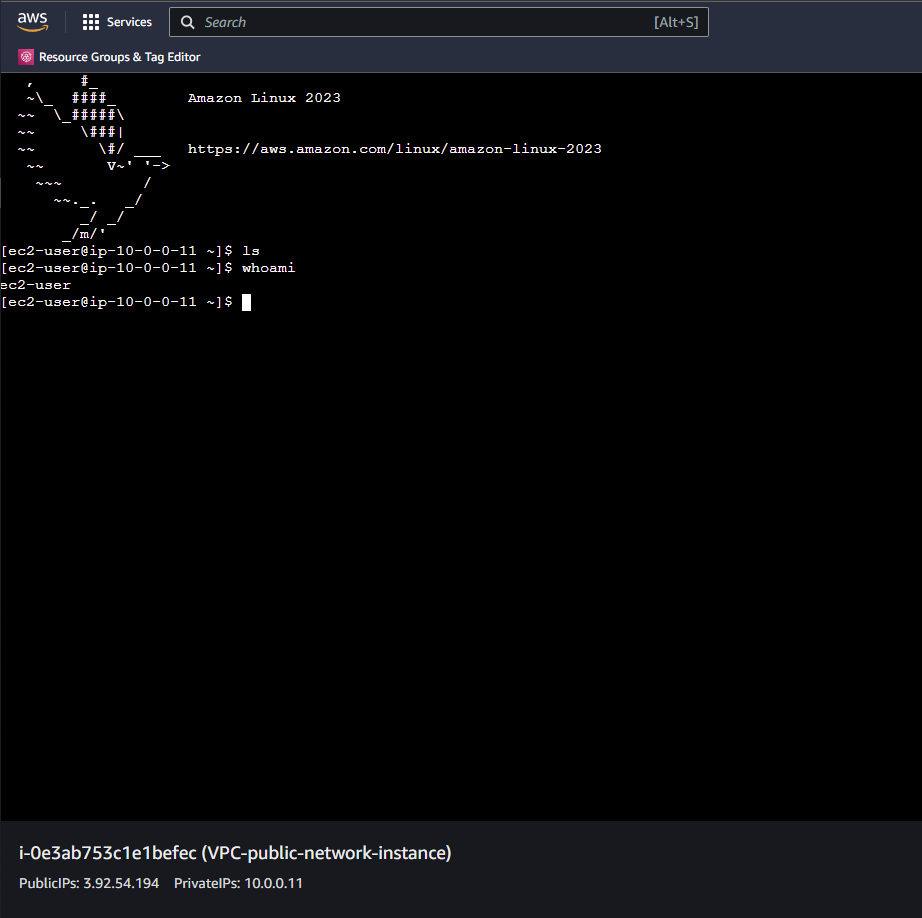 aws
Services
Search
[Alt+S]
Resource Groups & Tag Editor
   ,     #_
   ~\_  ####_        Amazon Linux 2023
  ~~  \_#####\
  ~~     \###|
  ~~       \#/ ___   https://aws.amazon.com/linux/amazon-linux-2023
   ~~       V~' '->
    ~~~         /
      ~~._.   _/
         _/ _/
       _/m/'
[ec2-user@ip-10-0-0-11 ~]$ ls
[ec2-user@ip-10-0-0-11 ~]$ whoami
ec2-user
[ec2-user@ip-10-0-0-11 ~]$
i-0e3ab753c1e1befec (VPC-public-network-instance)
PublicIPs: 3.92.54.194 PrivateIPs: 10.0.0.11